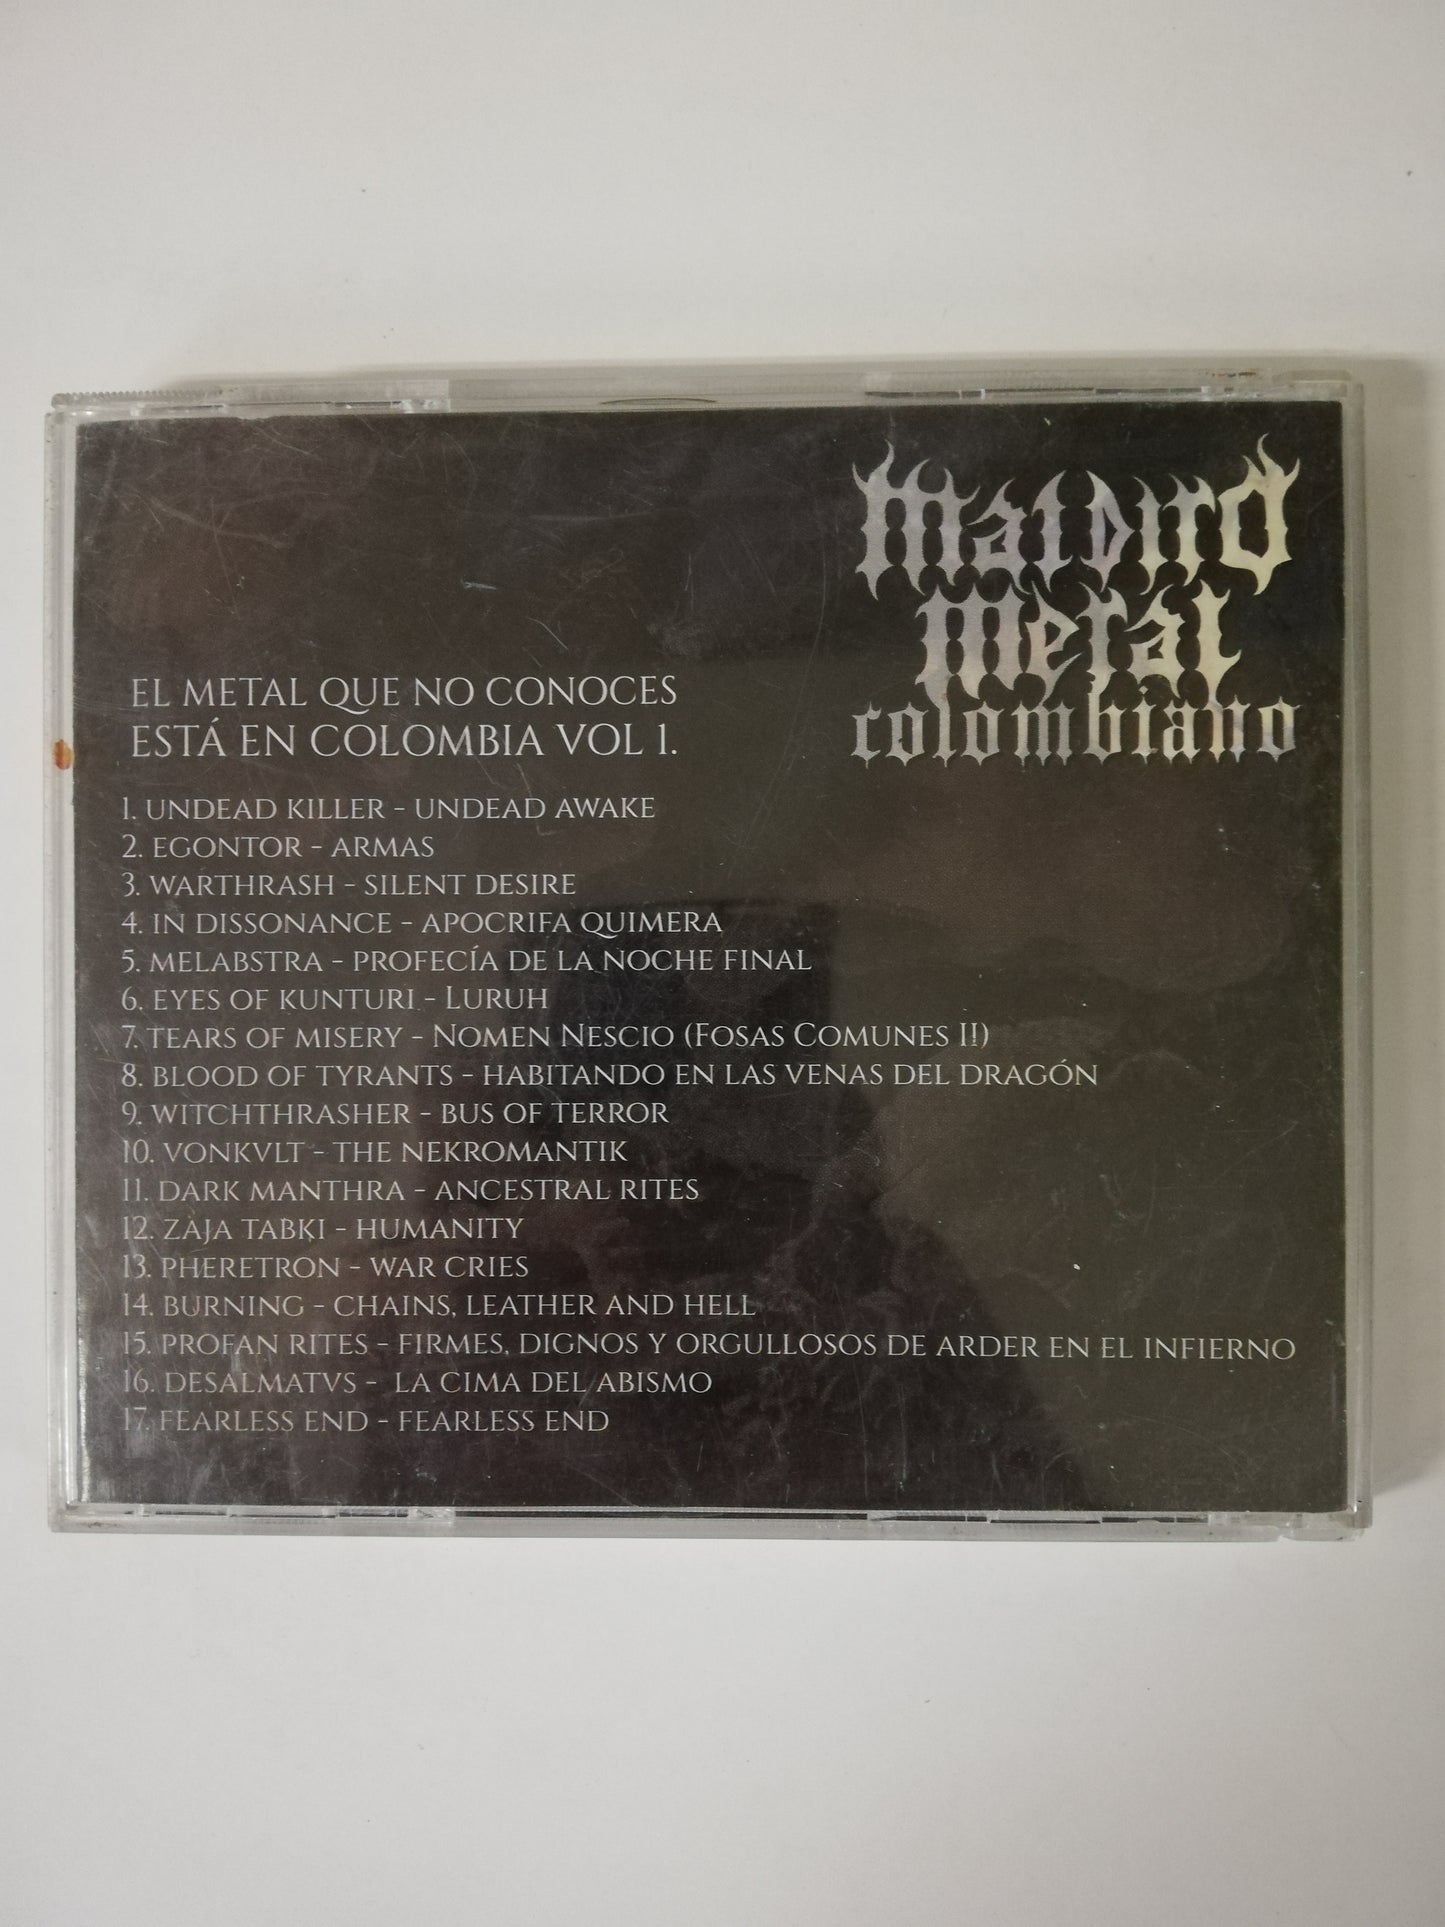 Maldito
Metal
colombiano
EL METAL QUE NO CONOCES
ESTÁ EN COLOMBIA VOL 1.
1. UNDEAD KILLER - UNDEAD AWAKE
2. EGONTOR - ARMAS
3. WARTHRASH - SILENT DESIRE
4. IN DISSONANCE - APOCRIFA QUIMERA
5. MELABSTRA - PROFECÍA DE LA NOCHE FINAL
6. EYES OF KUNTURI - LURUH
7. TEARS OF MISERY - NOMEN NESCIO (FOSAS COMUNES II)
8. BLOOD OF TYRANTS - HABITANDO EN LAS VENAS DEL DRAGÓN
9. WITCHTHRASHER - BUS OF TERROR
10. VONKVLT - THE NEKROMANTIK
11. DARK MANTHRA - ANCESTRAL RITES
12. ZAJA TABKI - HUMANITY
13. PHERETRON - WAR CRIES
14. BURNING - CHAINS, LEATHER AND HELL
15. PROFAN RITES - FIRMES, DIGNOS Y ORGULLOSOS DE ARDER EN EL INFIERNO
16. DESALMATVS - LA CIMA DEL ABISMO
17. FEARLESS END - FEARLESS END